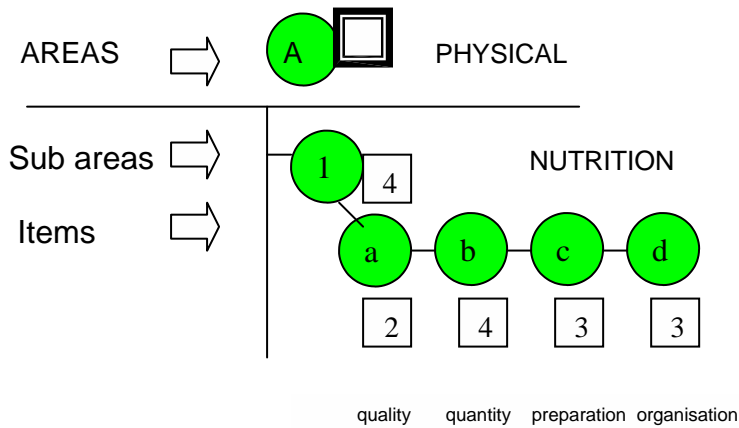 AREAS A PHYSICAL
Sub areas 1 4 NUTRITION
Items a b c d
2 4 3 3
quality quantity preparation organisation